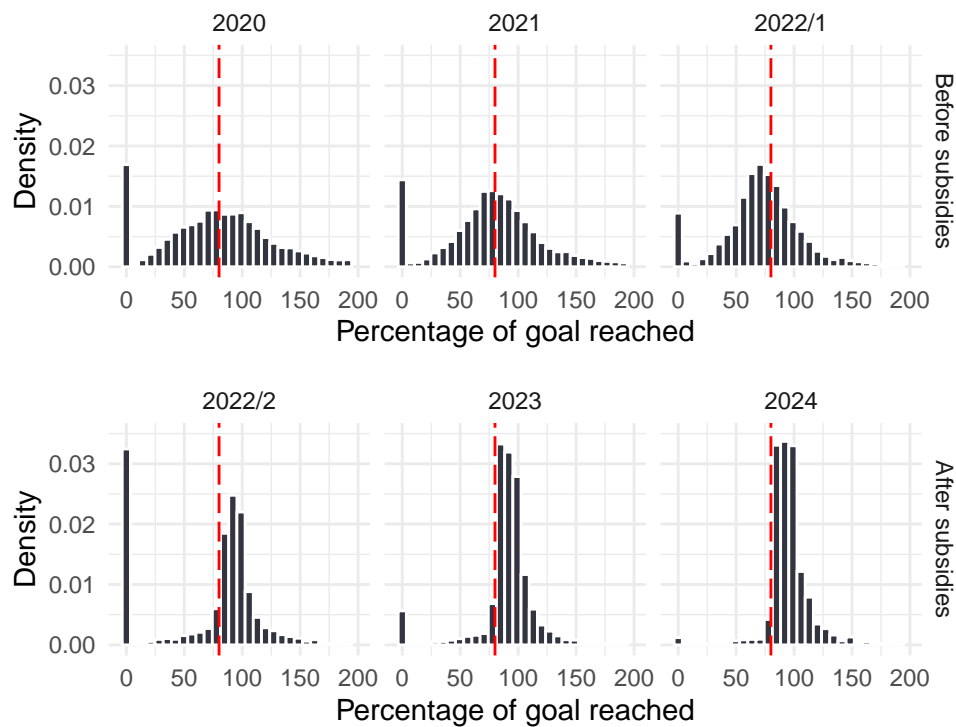 2020 2021 2022/1
Density
0.03
0.02
0.01
0.00
Before subsidies
0 50 100 150 200 0 50 100 150 200 0 50 100 150 200
Percentage of goal reached
2022/2 2023 2024
Density
0.03
0.02
0.01
0.00
After subsidies
0 50 100 150 200 0 50 100 150 200 0 50 100 150 200
Percentage of goal reached